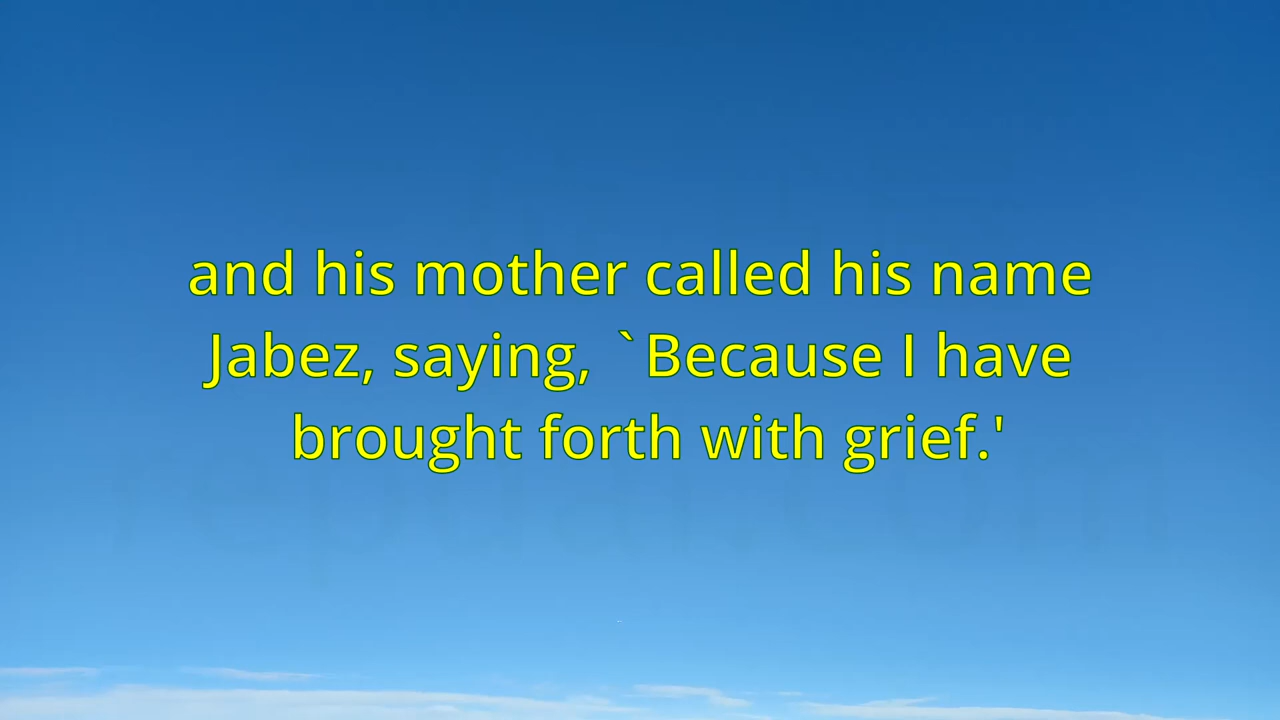 and his mother called his name
Jabez, saying, `Because I have
brought forth with grief.'